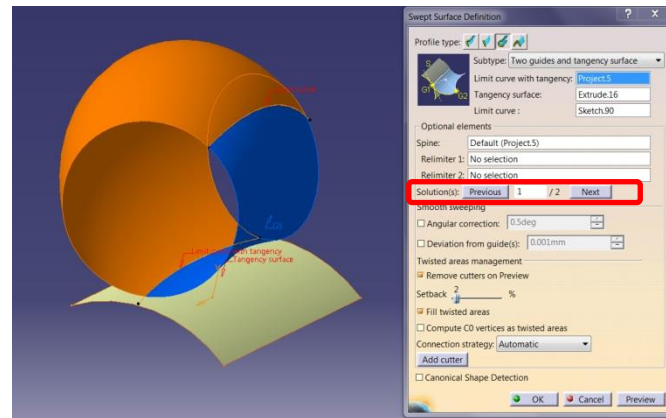 Swept Surface Definition
? X
Profile type:
Subtype: Two guides and tangency surface
Limit curve with tangency: Project.5
Tangency surface: Extrude.16
Limit curve : Sketch.90
Optional elements
Spine: Default (Project.5)
Relimiter 1: No selection
Relimiter 2: No selection
Solution(s): Previous 1 / 2 Next
Smooth sweeping
Angular correction: 0.5deg
Deviation from guide(s): 0.001mm
Twisted areas management
Remove cutters on Preview
Setback 2 %
Fill twisted areas
Compute C0 vertices as twisted areas
Connection strategy: Automatic
Add cutter
Canonical Shape Detection
OK Cancel Preview
Limit curve with tangency
Tangency surface
S
G1
G2